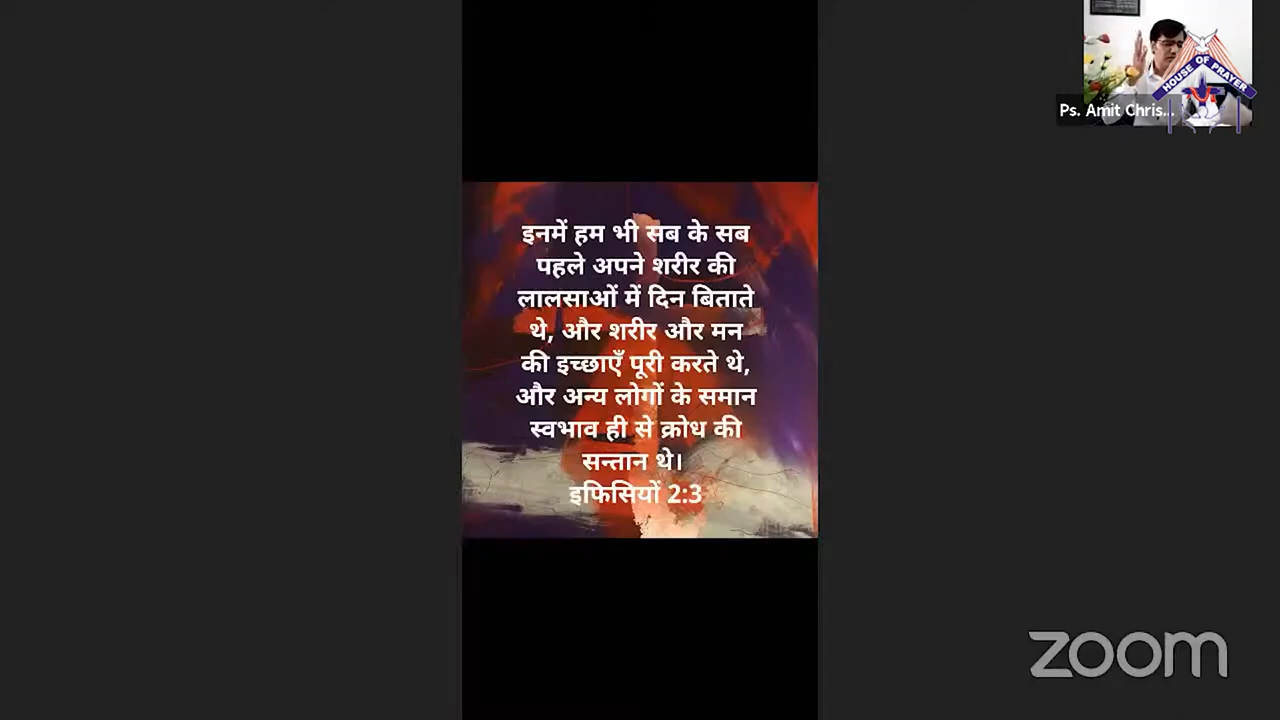 HOUSE OF PRAYER
Ps. Amit Chris...
इनमें हम भी सब के सब
पहले अपने शरीर की
लालसाओं में दिन बिताते
थे, और शरीर और मन
की इच्छाएँ पूरी करते थे,
और अन्य लोगों के समान
स्वभाव ही से क्रोध की
सन्तान थे।
इफिसियों 2:3
zoom